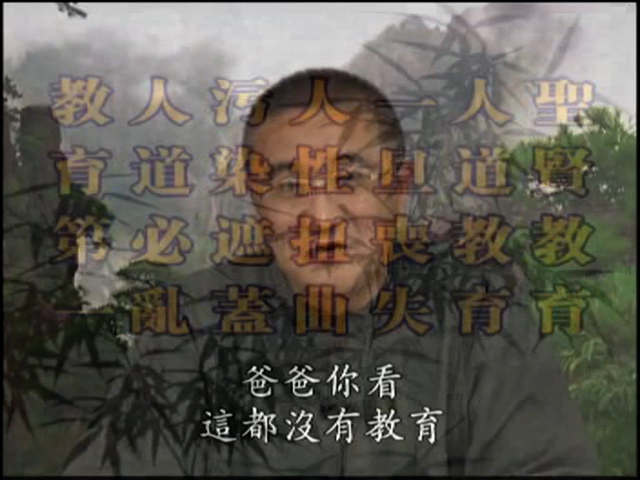 聖賢教育
人道教育
一旦喪失
人性扭曲
污染遮蓋
人道必亂
教育第一
爸爸你看
這都沒有教育